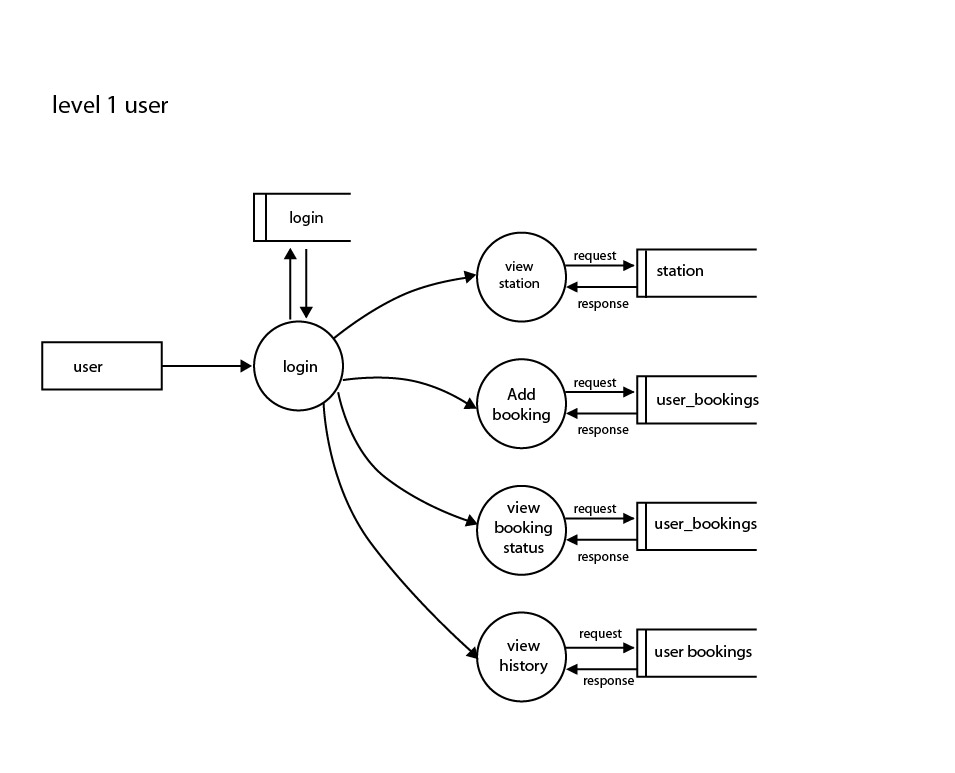 level 1 user
login
user
login
view
station
request
response
station
Add
booking
request
response
user_bookings
view
booking
status
request
response
user_bookings
view
history
request
response
user bookings